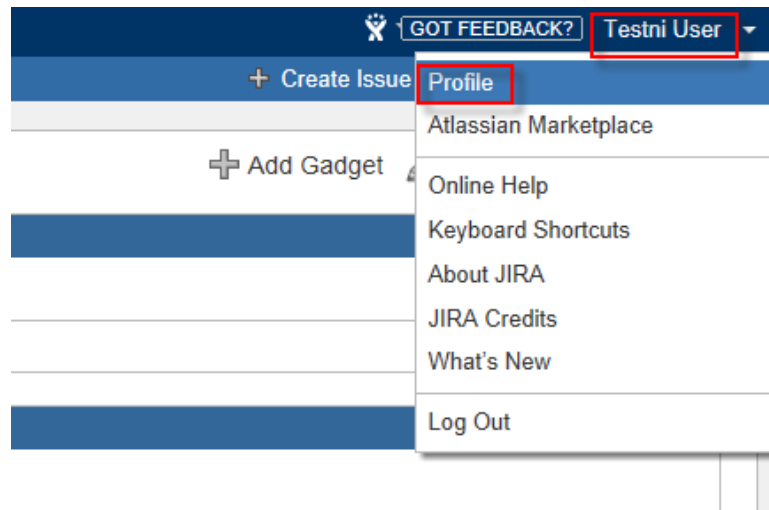 GOT FEEDBACK? Testni User
+ Create Issue
Profile
Atlassian Marketplace
Add Gadget
Online Help
Keyboard Shortcuts
About JIRA
JIRA Credits
What's New
Log Out